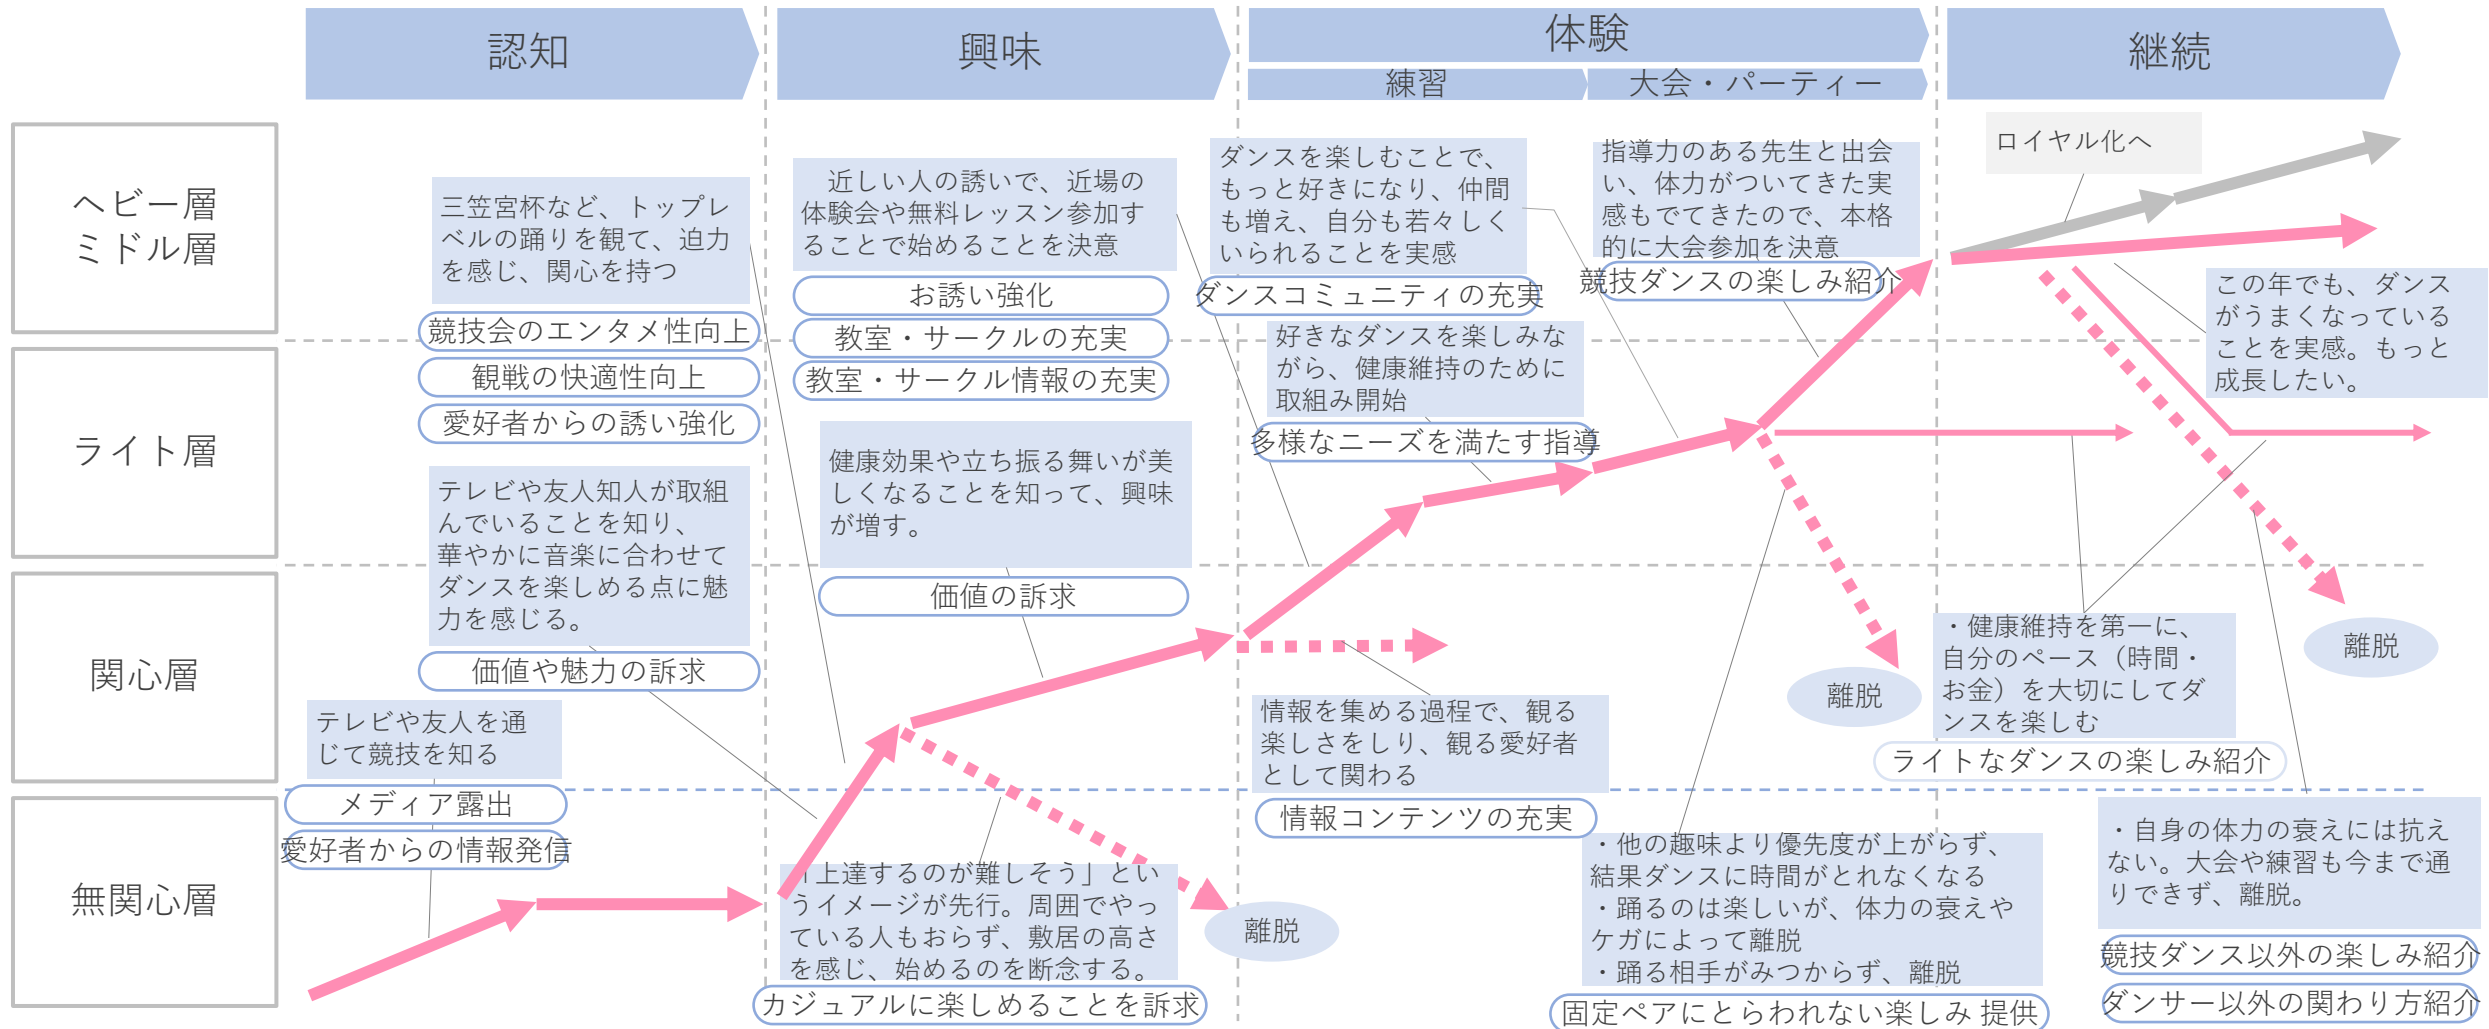 認知
興味
体験
練習
大会・パーティー
継続
ヘビー層
ミドル層
ライト層
関心層
無関心層
三笠宮杯など、トップレ
ベルの踊りを観て、迫力
を感じ、関心を持つ
競技会のエンタメ性向上
観戦の快適性向上
愛好者からの誘い強化
テレビや友人知人が取組
んでいることを知り、
華やかに音楽に合わせて
ダンスを楽しめる点に魅
力を感じる。
価値や魅力の訴求
テレビや友人を通
じて競技を知る
メディア露出
愛好者からの情報発信
近しい人の誘いで、近場の
体験会や無料レッスン参加す
ることで始めることを決意
お誘い強化
教室・サークルの充実
教室・サークル情報の充実
健康効果や立ち振る舞いが美
しくなることを知って、興味
が増す。
価値の訴求
「上達するのが難しそう」とい
うイメージが先行。周囲でやっ
ている人もおらず、敷居の高さ
を感じ、始めるのを断念する。
カジュアルに楽しめることを訴求
離脱
ダンスを楽しむことで、
もっと好きになり、仲間
も増え、自分も若々しく
いられることを実感
ダンスコミュニティの充実
好きなダンスを楽しみな
がら、健康維持のために
取組み開始
多様なニーズを満たす指導
情報を集める過程で、観る
楽しさをしり、観る愛好者
として関わる
情報コンテンツの充実
指導力のある先生と出会
い、体力がついてきた実
感もでてきたので、本格
的に大会参加を決意
競技ダンスの楽しみ紹介
離脱
・他の趣味より優先度が上がらず、
結果ダンスに時間がとれなくなる
・踊るのは楽しいが、体力の衰えや
ケガによって離脱
・踊る相手がみつからず、離脱
固定ペアにとらわれない楽しみ 提供
ロイヤル化へ
この年でも、ダンス
がうまくなっている
ことを実感。もっと
成長したい。
離脱
・健康維持を第一に、
自分のペース（時間・
お金）を大切にしてダ
ンスを楽しむ
ライトなダンスの楽しみ紹介
・自身の体力の衰えには抗え
ない。大会や練習も今まで通
りできず、離脱。
競技ダンス以外の楽しみ紹介
ダンサー以外の関わり方紹介